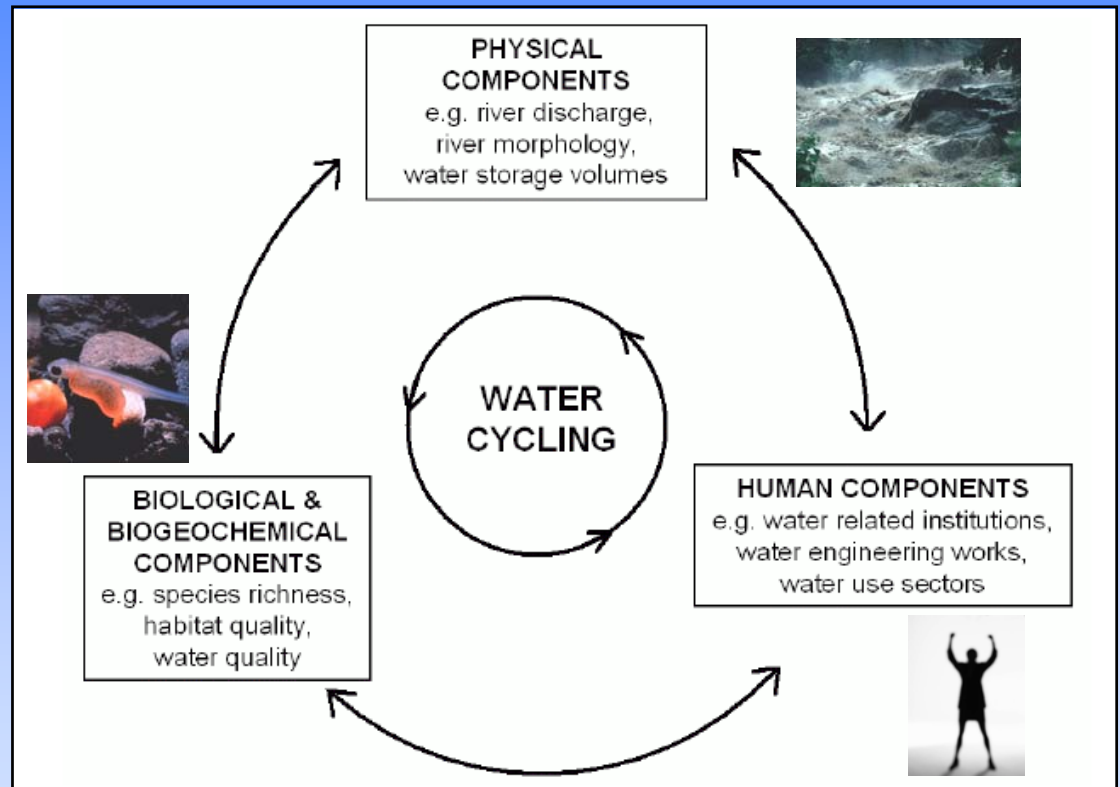 PHYSICAL
COMPONENTS
e.g. river discharge,
river morphology,
water storage volumes
WATER
CYCLING
BIOLOGICAL &
BIOGEOCHEMICAL
COMPONENTS
e.g. species richness,
habitat quality,
water quality
HUMAN COMPONENTS
e.g. water related institutions,
water engineering works,
water use sectors